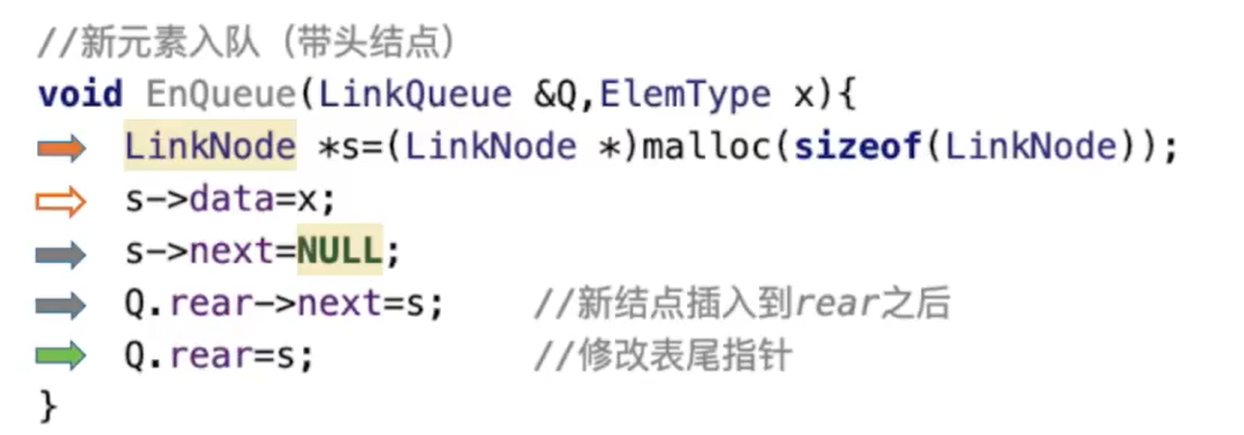 //新元素入队（带头结点）
void EnQueue(LinkQueue &Q,ElemType x){
LinkNode *s=(LinkNode *)malloc(sizeof(LinkNode));
s->data=x;
s->next=NULL;
Q.rear->next=s; //新结点插入到rear之后
Q.rear=s; //修改表尾指针
}